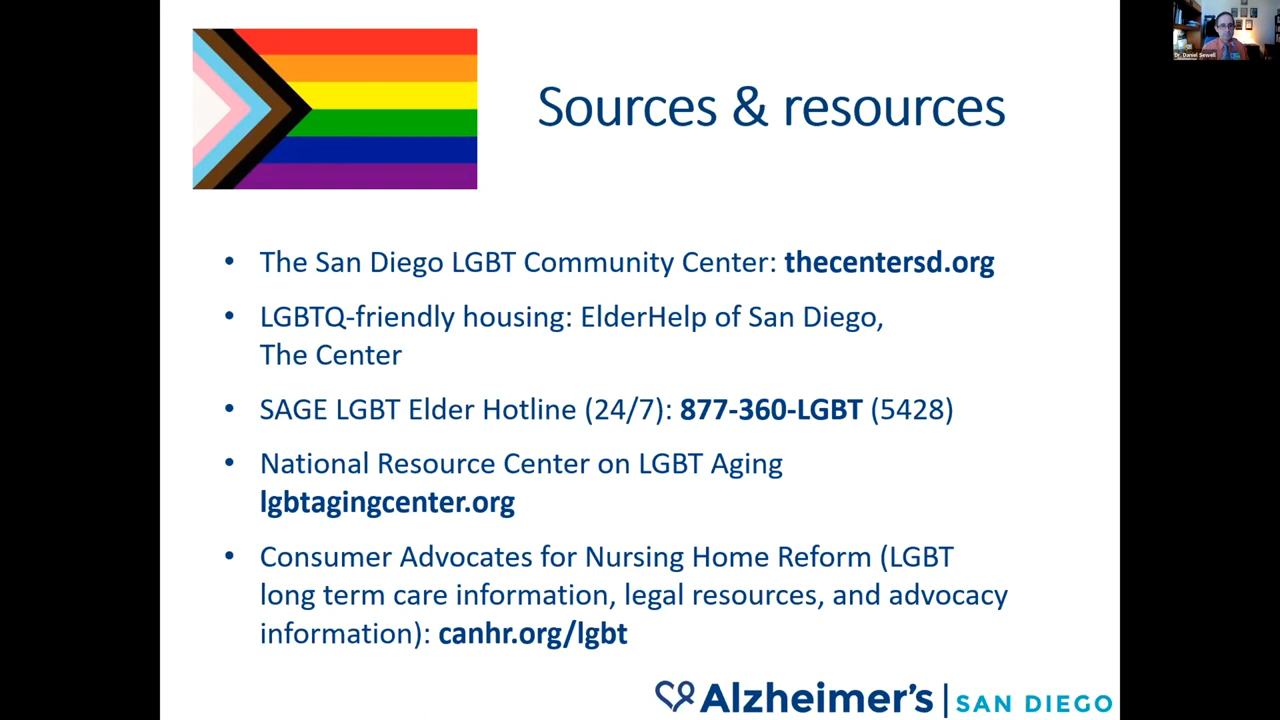 Dr. Daniel Sewell
Sources & resources
• The San Diego LGBT Community Center: thecentersd.org
• LGBTQ-friendly housing: ElderHelp of San Diego,
The Center
• SAGE LGBT Elder Hotline (24/7): 877-360-LGBT (5428)
• National Resource Center on LGBT Aging
lgbtagingcenter.org
• Consumer Advocates for Nursing Home Reform (LGBT
long term care information, legal resources, and advocacy
information): canhr.org/lgbt
Alzheimer's | SAN DIEGO